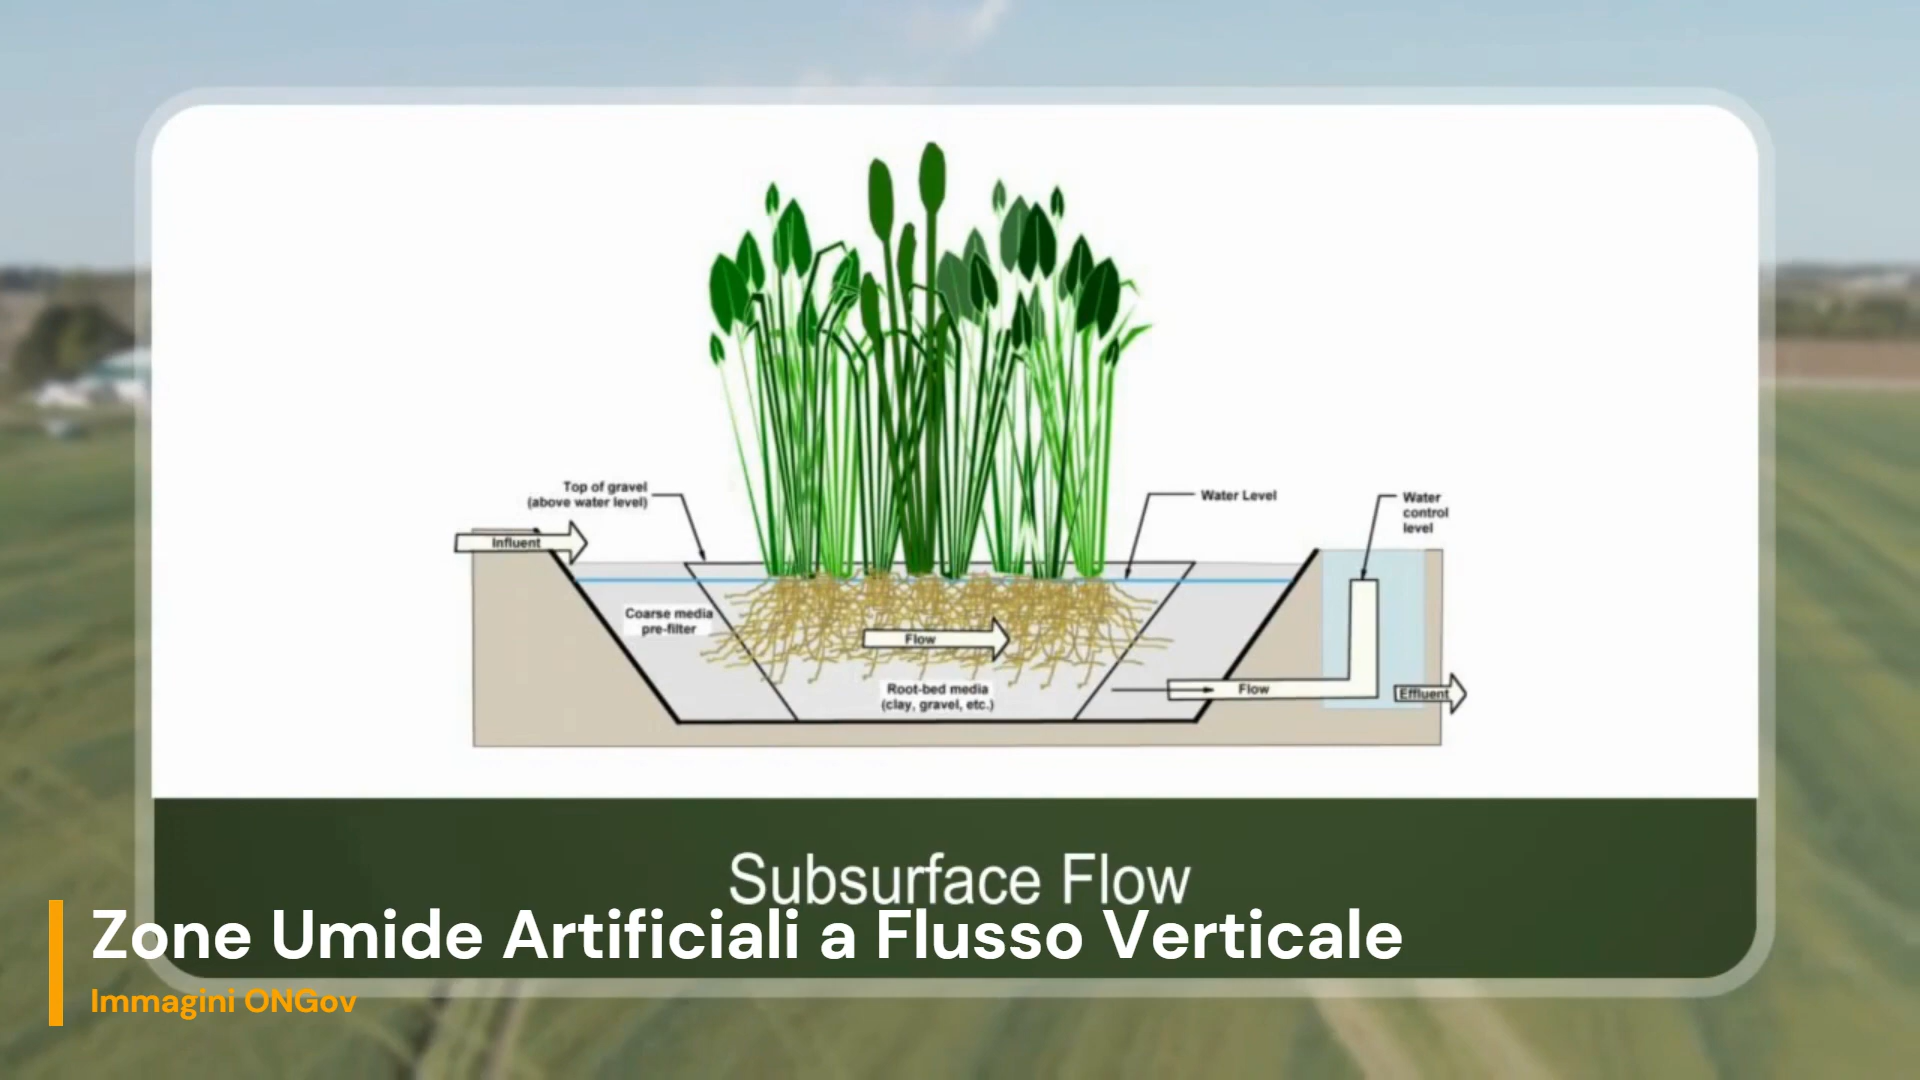 Top of gravel
(above water level)
Water Level
Water
control
level
Influent
Coarse media
pre-filter
Flow
Root-bed media
(clay, gravel, etc.)
Flow
Effluent
Subsurface Flow
Zone Umide Artificiali a Flusso Verticale
Immagini ONGov